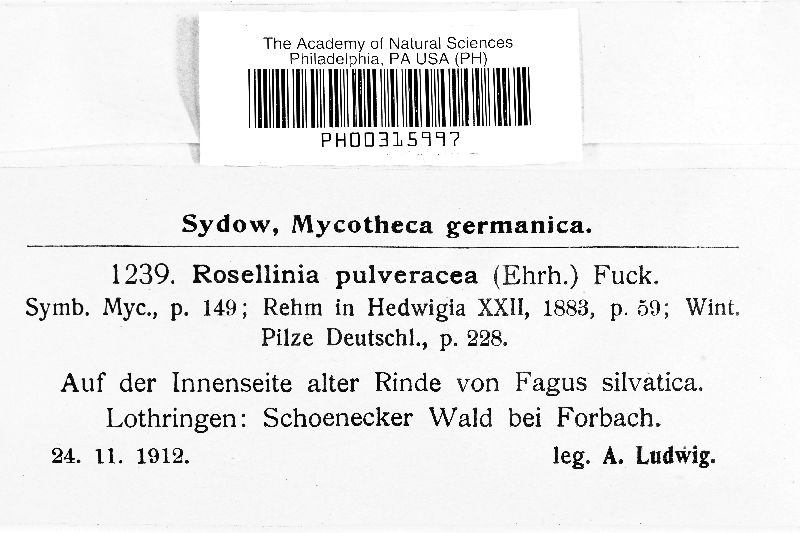 The Academy of Natural Sciences
Philadelphia, PA USA (PH)
PH00315997
Sydow, Mycotheca germanica.
1239. Rosellinia pulveracea (Ehrh.) Fuck.
Symb. Myc., p. 149; Rehm in Hedwigia XXII, 1883, p. 59; Wint.
Pilze Deutschl., p. 228.
Auf der Innenseite alter Rinde von Fagus silvatica.
Lothringen: Schoenecker Wald bei Forbach.
24. 11. 1912. leg. A. Ludwig.